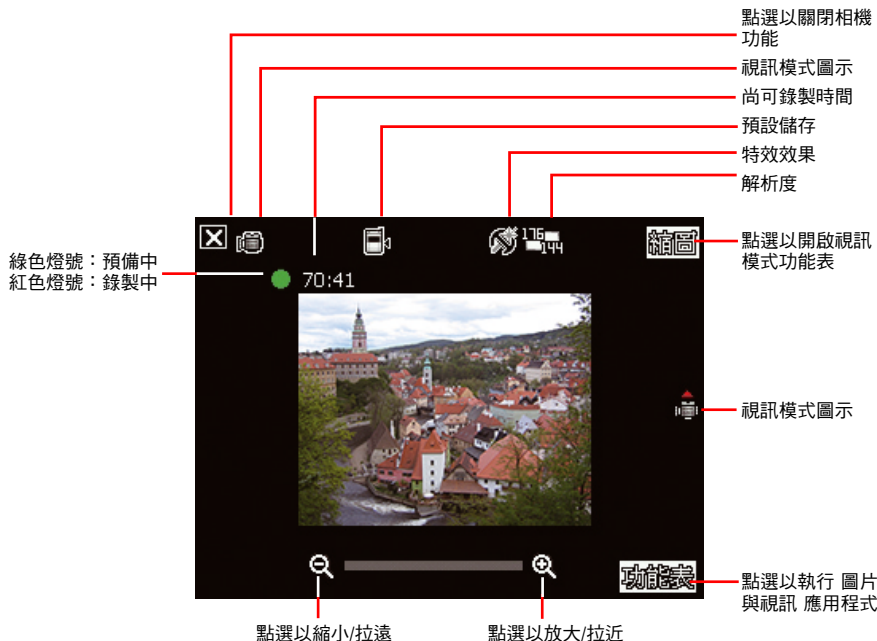 點選以關閉相機
功能
視訊模式圖示
尚可錄製時間
預設儲存
特效效果
解析度
176
144
縮圖
點選以開啟視訊
模式功能表
綠色燈號：預備中
紅色燈號：錄製中
70:41
視訊模式圖示
功能表
點選以執行 圖片
與視訊 應用程式
點選以縮小/拉遠
點選以放大/拉近